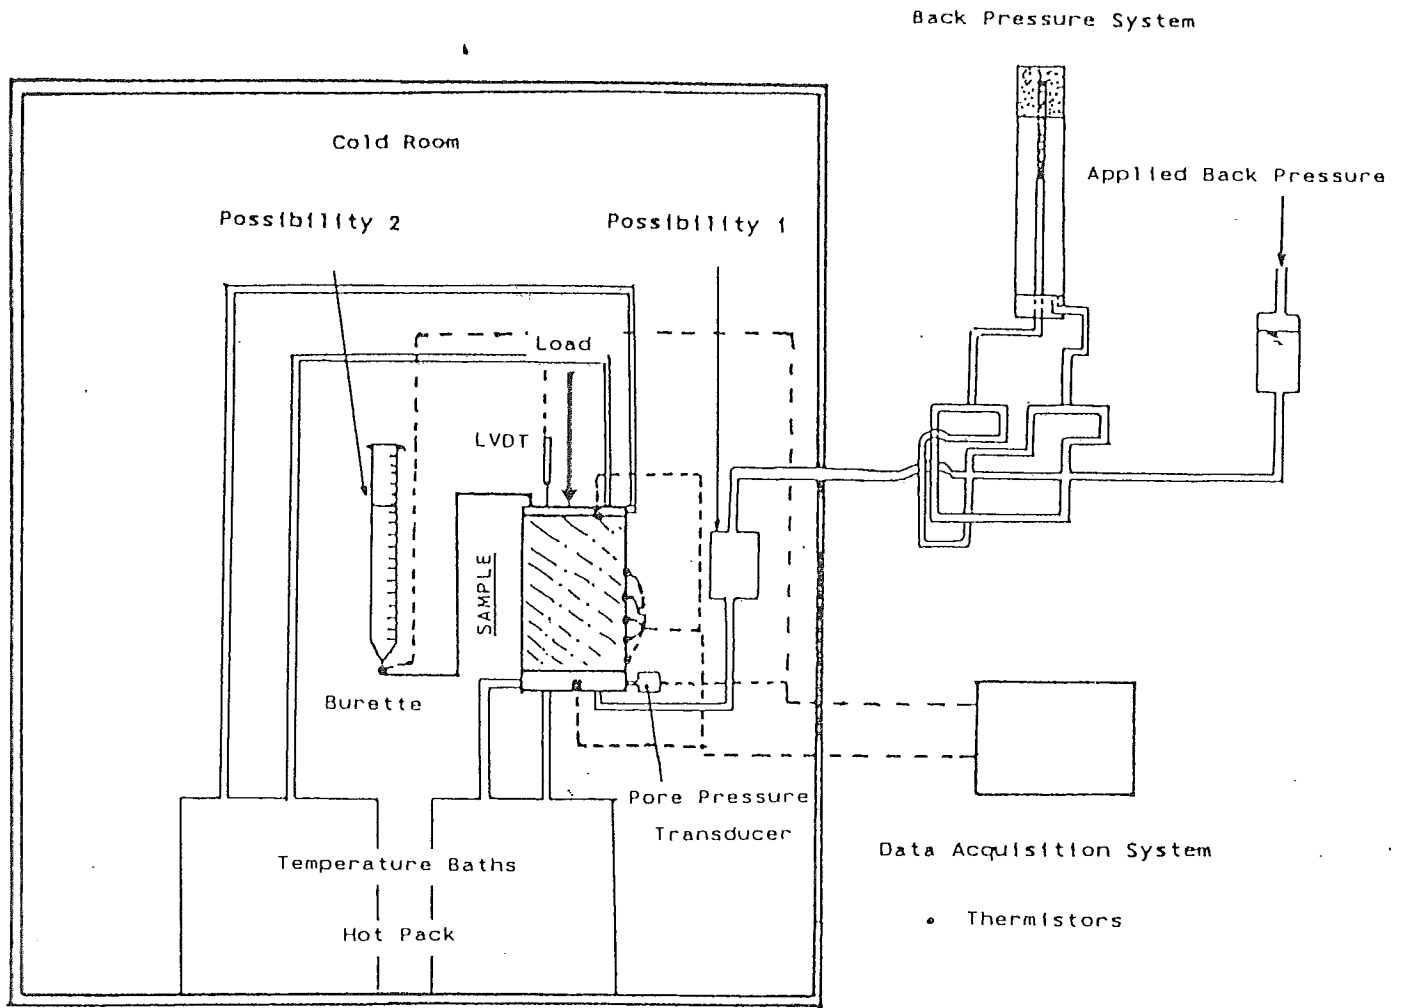 Back Pressure System
Cold Room
Applied Back Pressure
Possibility 2
Possibility 1
Load
LVDT
SAMPLE
Burette
Pore Pressure
Transducer
Temperature Baths
Data Acquisition System
Thermistors
Hot Pack